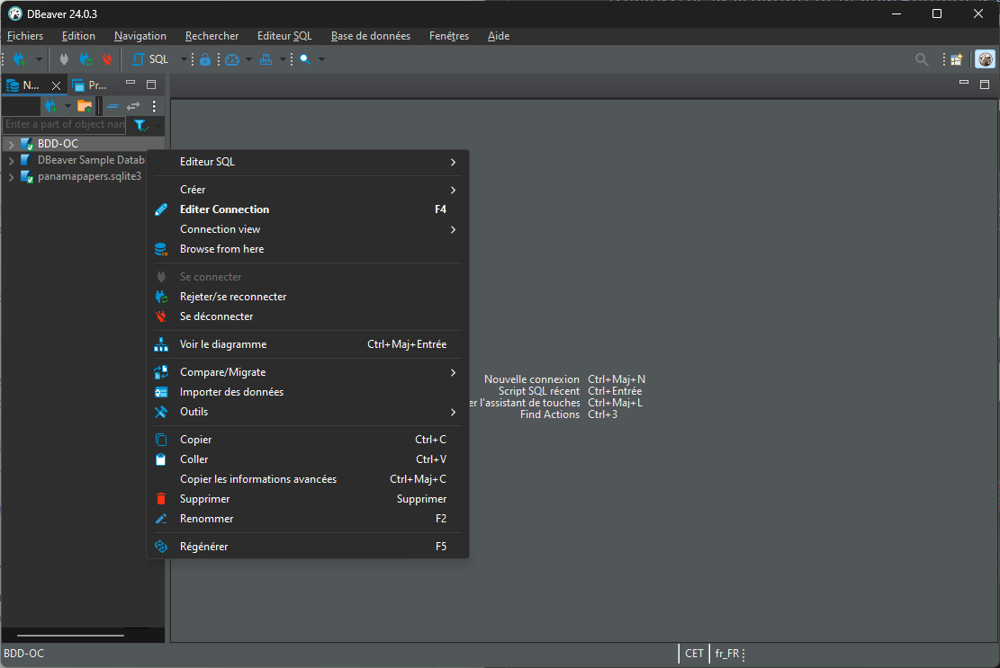 DBeaver 24.0.3
Fichiers Edition Navigation Rechercher Editeur SQL Base de données Fenêtres Aide
SQL
N... Pr...
Enter a part of object nan
BDD-OC
DBeaver Sample Datab
panamapapers.sqlite3
Editeur SQL
Créer
Editer Connection F4
Connection view
Browse from here
Se connecter
Rejeter/se reconnecter
Se déconnecter
Voir le diagramme Ctrl+Maj+Entrée
Compare/Migrate
Importer des données
Outils
Copier Ctrl+C
Coller Ctrl+V
Copier les informations avancées Ctrl+Maj+C
Supprimer Supprimer
Renommer F2
Régénérer F5
Nouvelle connexion Ctrl+Maj+N
Script SQL récent Ctrl+Entrée
er l'assistant de touches Ctrl+Maj+L
Find Actions Ctrl+3
BDD-OC CET fr_FR